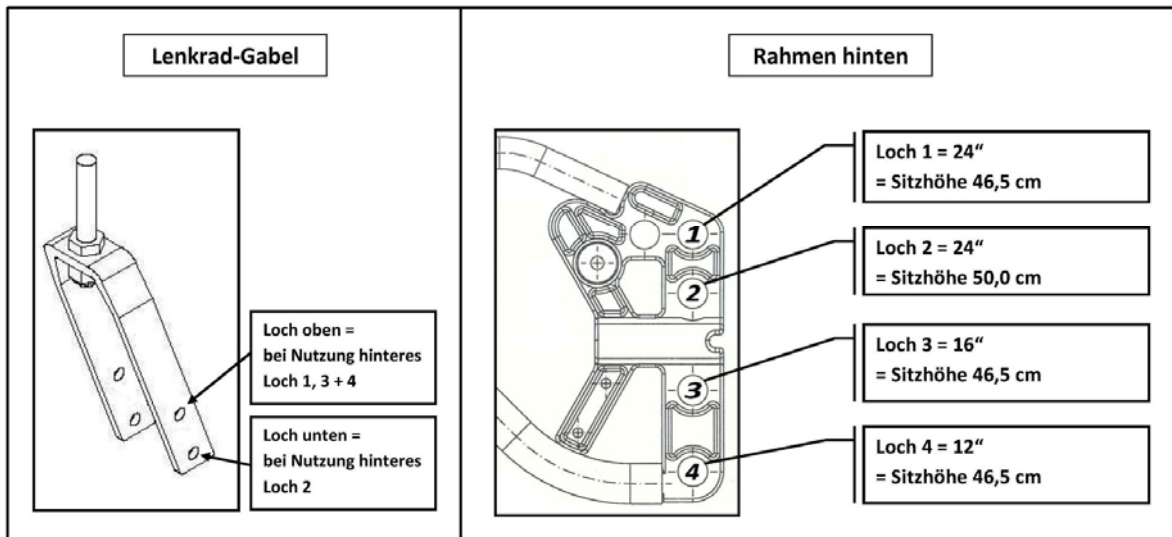 Lenkrad-Gabel
Loch oben =
bei Nutzung hinteres
Loch 1, 3 + 4
Loch unten =
bei Nutzung hinteres
Loch 2
Rahmen hinten
1
2
3
4
Loch 1 = 24“
= Sitzhöhe 46,5 cm
Loch 2 = 24“
= Sitzhöhe 50,0 cm
Loch 3 = 16“
= Sitzhöhe 46,5 cm
Loch 4 = 12“
= Sitzhöhe 46,5 cm